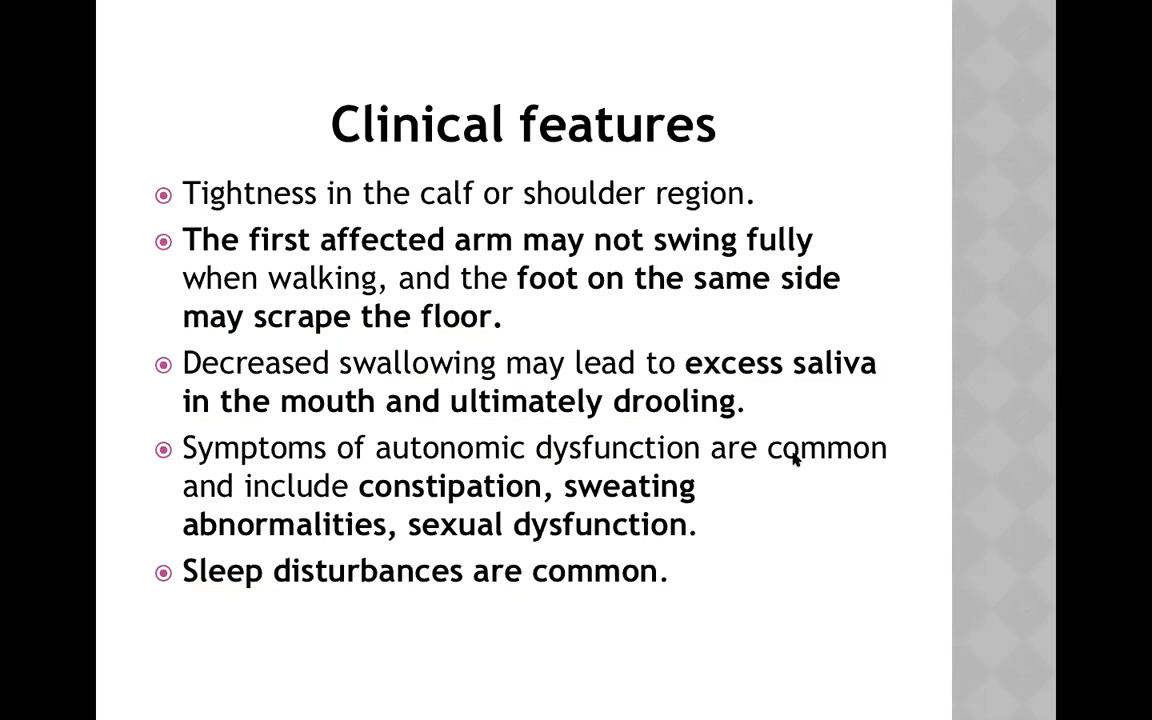 Clinical features
Tightness in the calf or shoulder region.
The first affected arm may not swing fully
when walking, and the foot on the same side
may scrape the floor.
Decreased swallowing may lead to excess saliva
in the mouth and ultimately drooling.
Symptoms of autonomic dysfunction are common
and include constipation, sweating
abnormalities, sexual dysfunction.
Sleep disturbances are common.